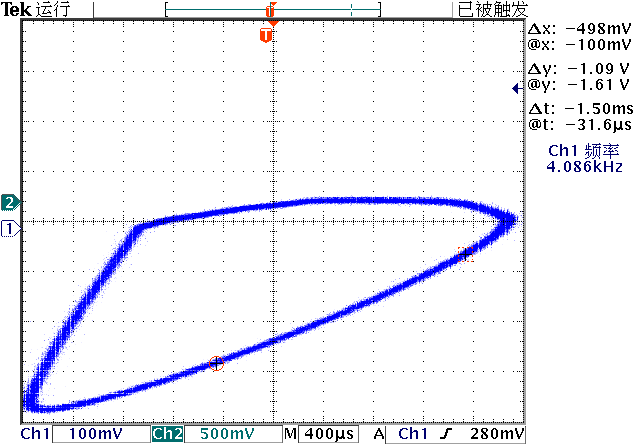 Tek 运行 已被触发
T
T
Δx: −498mV
@x: −100mV
Δy: −1.09 V
@y: −1.61 V
Δt: −1.50ms
@t: −31.6µs
Ch1 频率
4.086kHz
2
1
Ch1 100mV Ch2 500mV M 400µs A Ch1 280mV